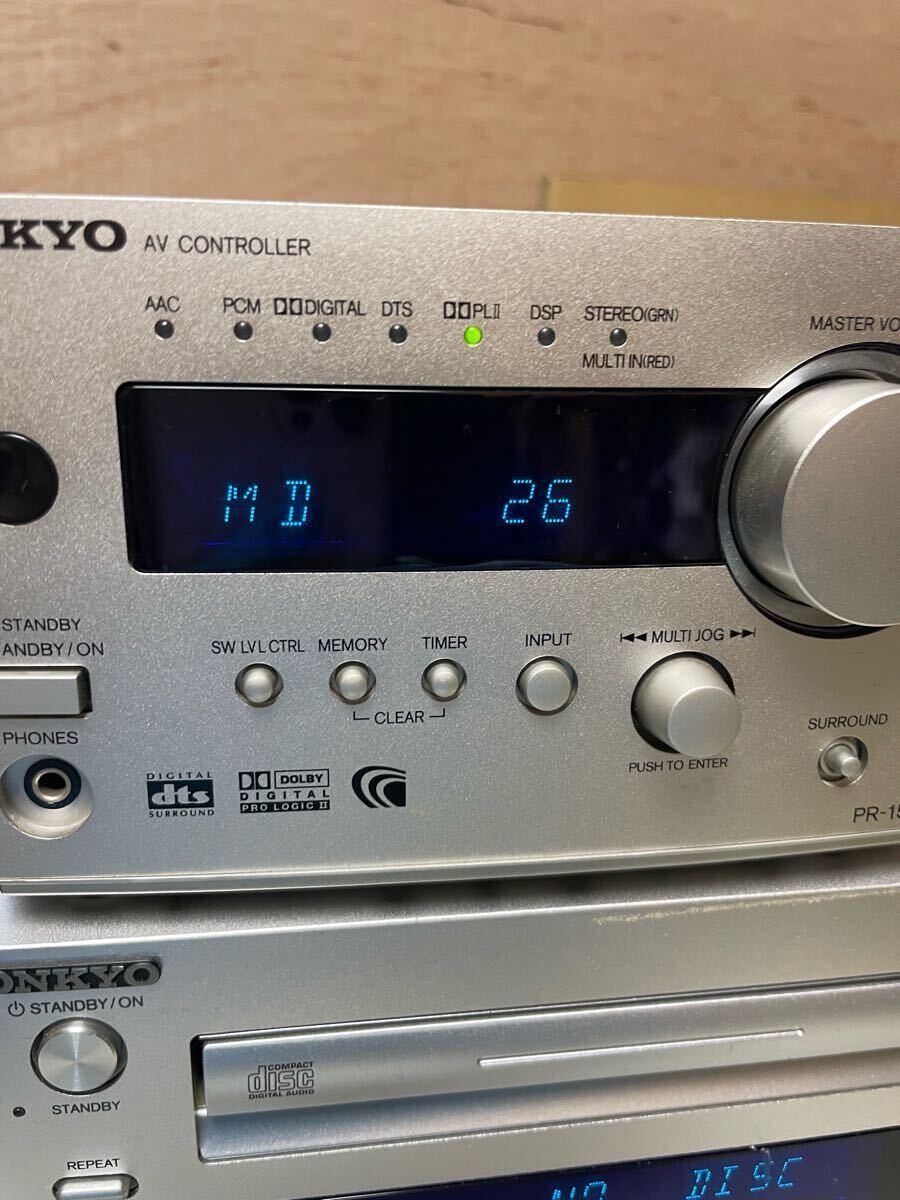 KYO AV CONTROLLER
AAC PCM DIGITAL DTS PLII DSP STEREO(GRN)
MULTI IN(RED)
MASTER VO
MD 26
STANDBY
ANDBY/ON
SW LVL CTRL MEMORY TIMER INPUT MULTI JOG
CLEAR
PHONES
PUSH TO ENTER
SURROUND
DIGITAL
dts
SURROUND
DOLBY
DIGITAL
PRO LOGIC II
PR-15
ONKYO
STANDBY/ON
STANDBY
COMPACT
disc
DIGITAL AUDIO
REPEAT
NO DISC